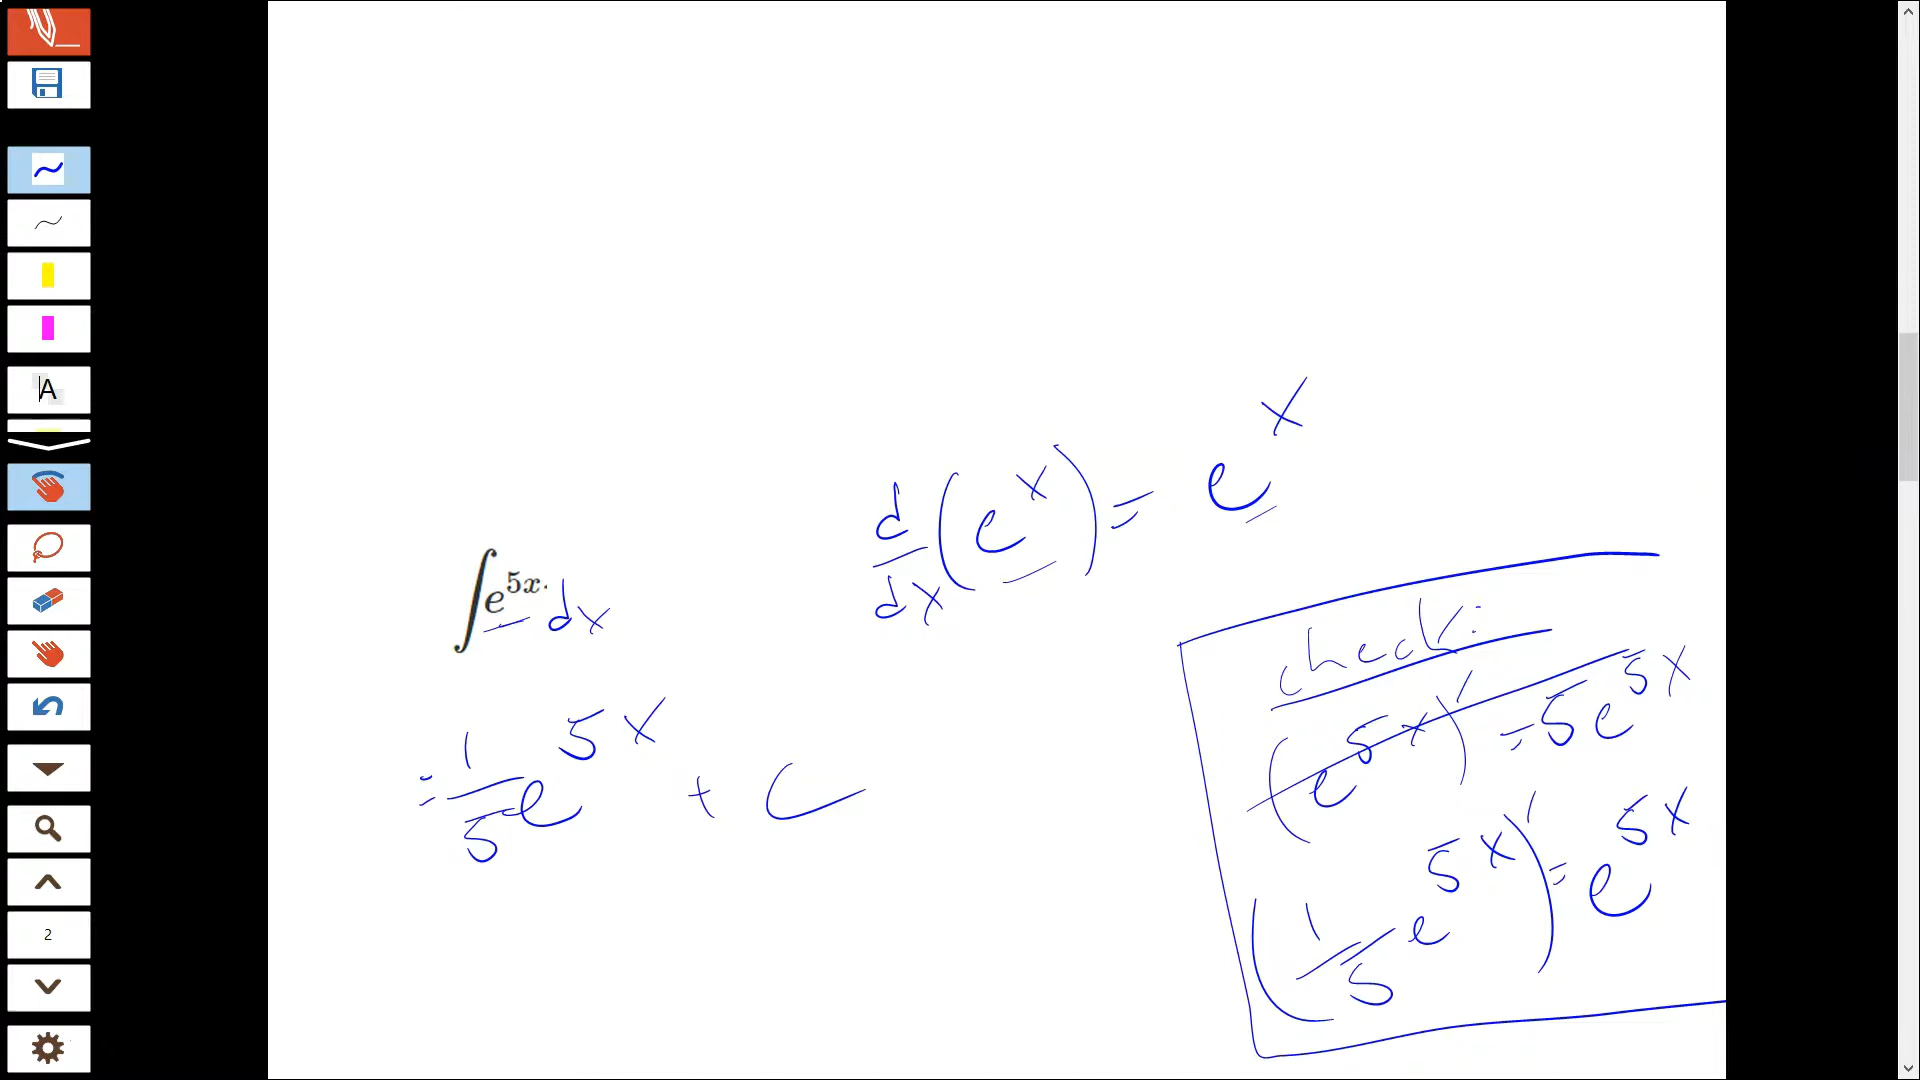 A
2
d/dx (e^x) = e^x
∫e^{5x} dx
= 1/5 e^{5x} + C
check:
(e^{5x})' = 5e^{5x}
(1/5 e^{5x})' = e^{5x}